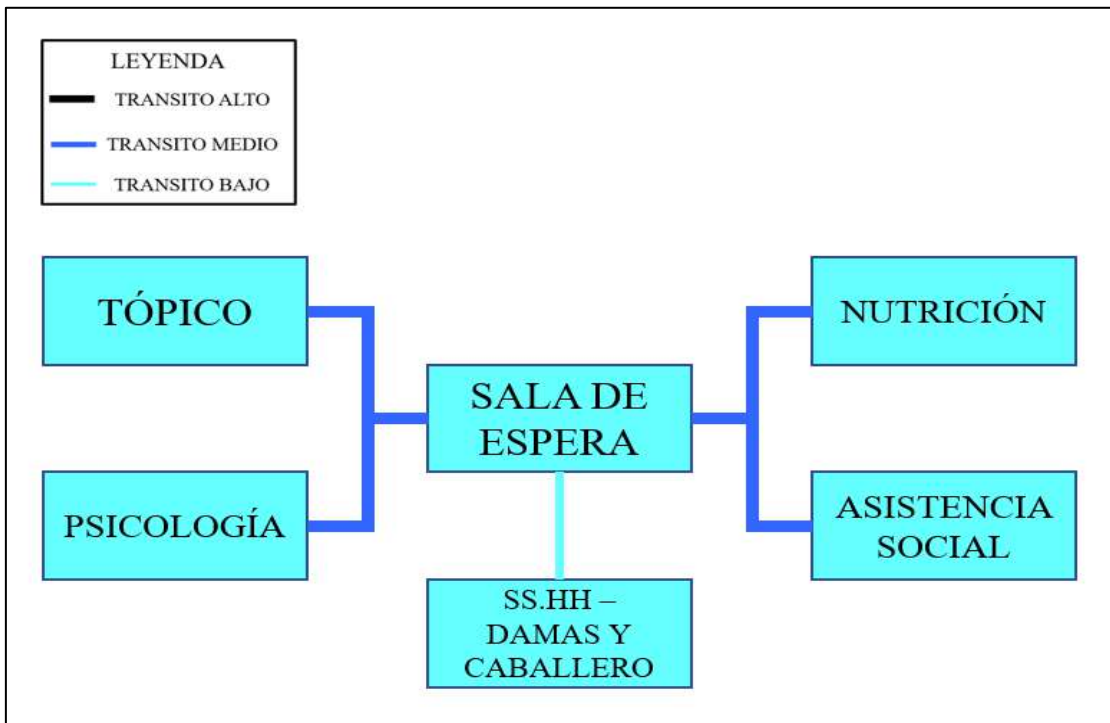 LEYENDA
TRANSITO ALTO
TRANSITO MEDIO
TRANSITO BAJO
TÓPICO
NUTRICIÓN
SALA DE
ESPERA
PSICOLOGÍA
ASISTENCIA
SOCIAL
SS.HH –
DAMAS Y
CABALLERO